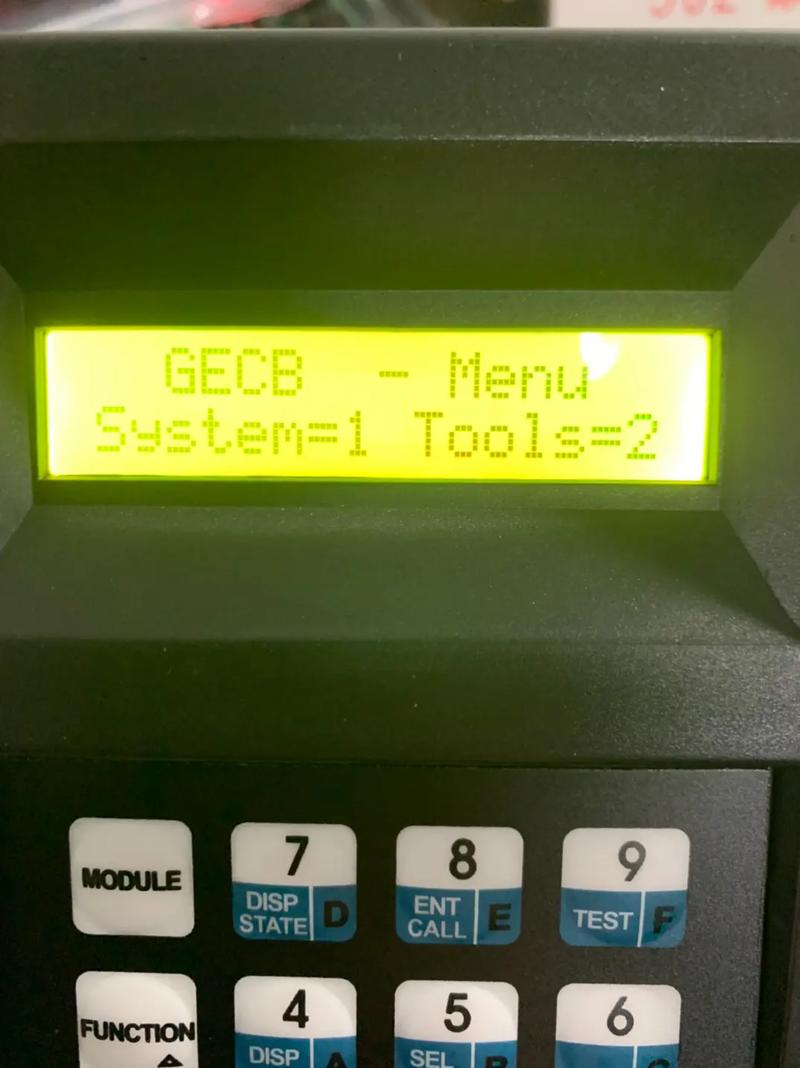 GECB - Menu
System=1 Tools=2
MODULE
7
DISP
STATE D
8
ENT
CALL E
9
TEST F
FUNCTION
4
DISP A
5
SEL B
6